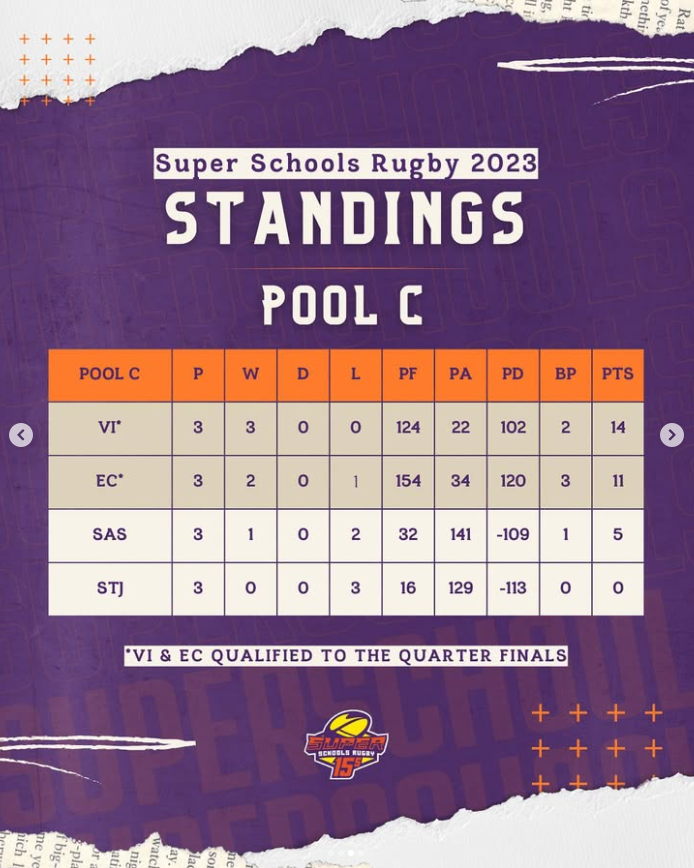 Super Schools Rugby 2023
STANDINGS
POOL C
POOL C P W D L PF PA PD BP PTS
VI* 3 3 0 0 124 22 102 2 14
EC* 3 2 0 1 154 34 120 3 11
SAS 3 1 0 2 32 141 -109 1 5
STJ 3 0 0 3 16 129 -113 0 0
*VI & EC QUALIFIED TO THE QUARTER FINALS
SUPER
SCHOOLS RUGBY
15s